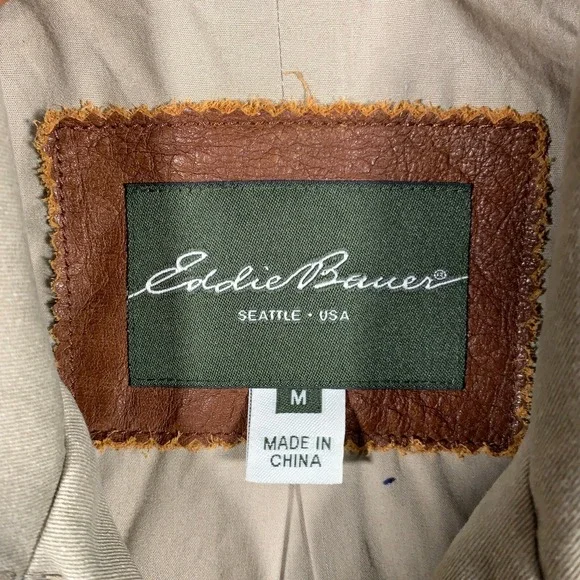 Eddie Bauer®
SEATTLE • USA
M
MADE IN
CHINA